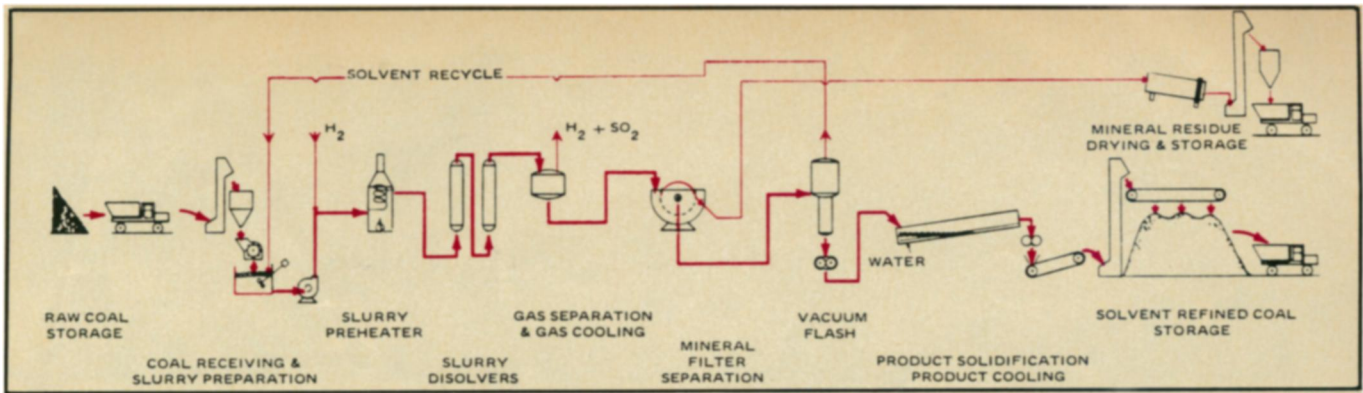 SOLVENT RECYCLE
H2
H2 + SO2
MINERAL RESIDUE
DRYING & STORAGE
WATER
RAW COAL
STORAGE
COAL RECEIVING &
SLURRY PREPARATION
SLURRY
PREHEATER
SLURRY
DISOLVERS
GAS SEPARATION
& GAS COOLING
MINERAL
FILTER
SEPARATION
VACUUM
FLASH
PRODUCT SOLIDIFICATION
PRODUCT COOLING
SOLVENT REFINED COAL
STORAGE